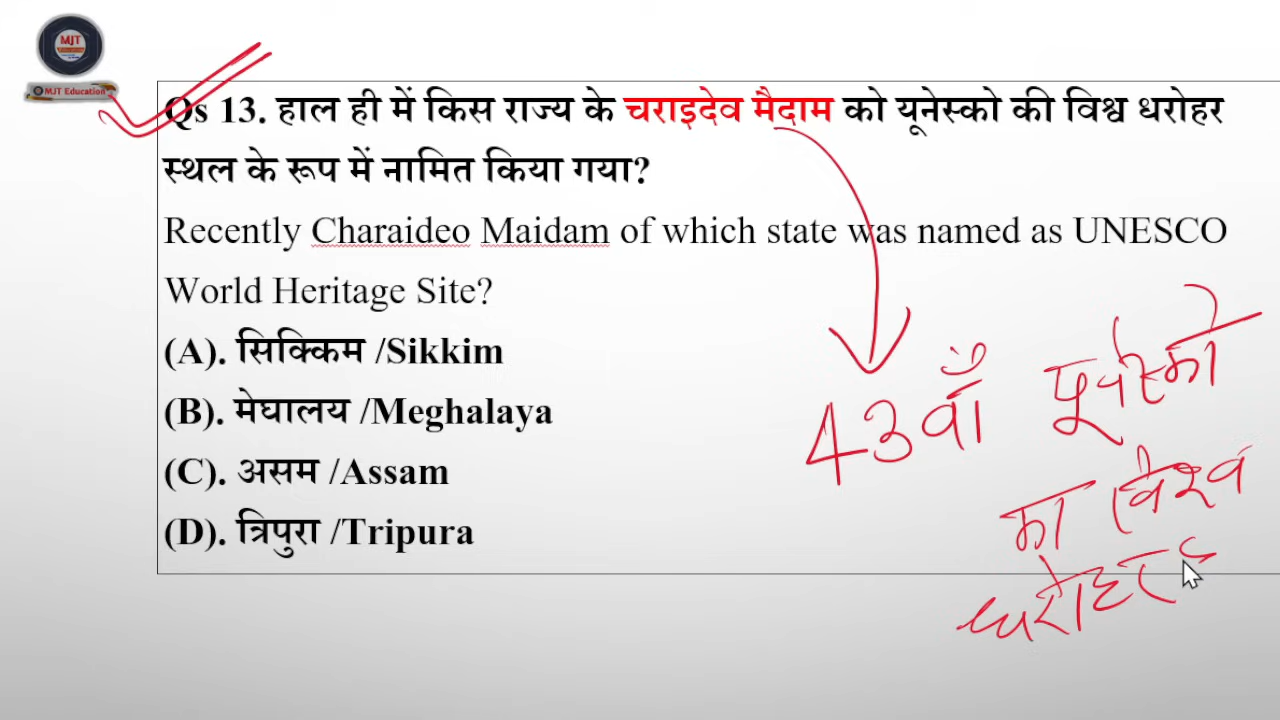 MJT
MJT Education
Qs 13. हाल ही में किस राज्य के चराइदेव मैदाम को यूनेस्को की विश्व धरोहर
स्थल के रूप में नामित किया गया?
Recently Charaideo Maidam of which state was named as UNESCO
World Heritage Site?
(A). सिक्किम /Sikkim
(B). मेघालय /Meghalaya
(C). असम /Assam
(D). त्रिपुरा /Tripura
43वाँ यूनेस्को
का विश्व
धरोहर